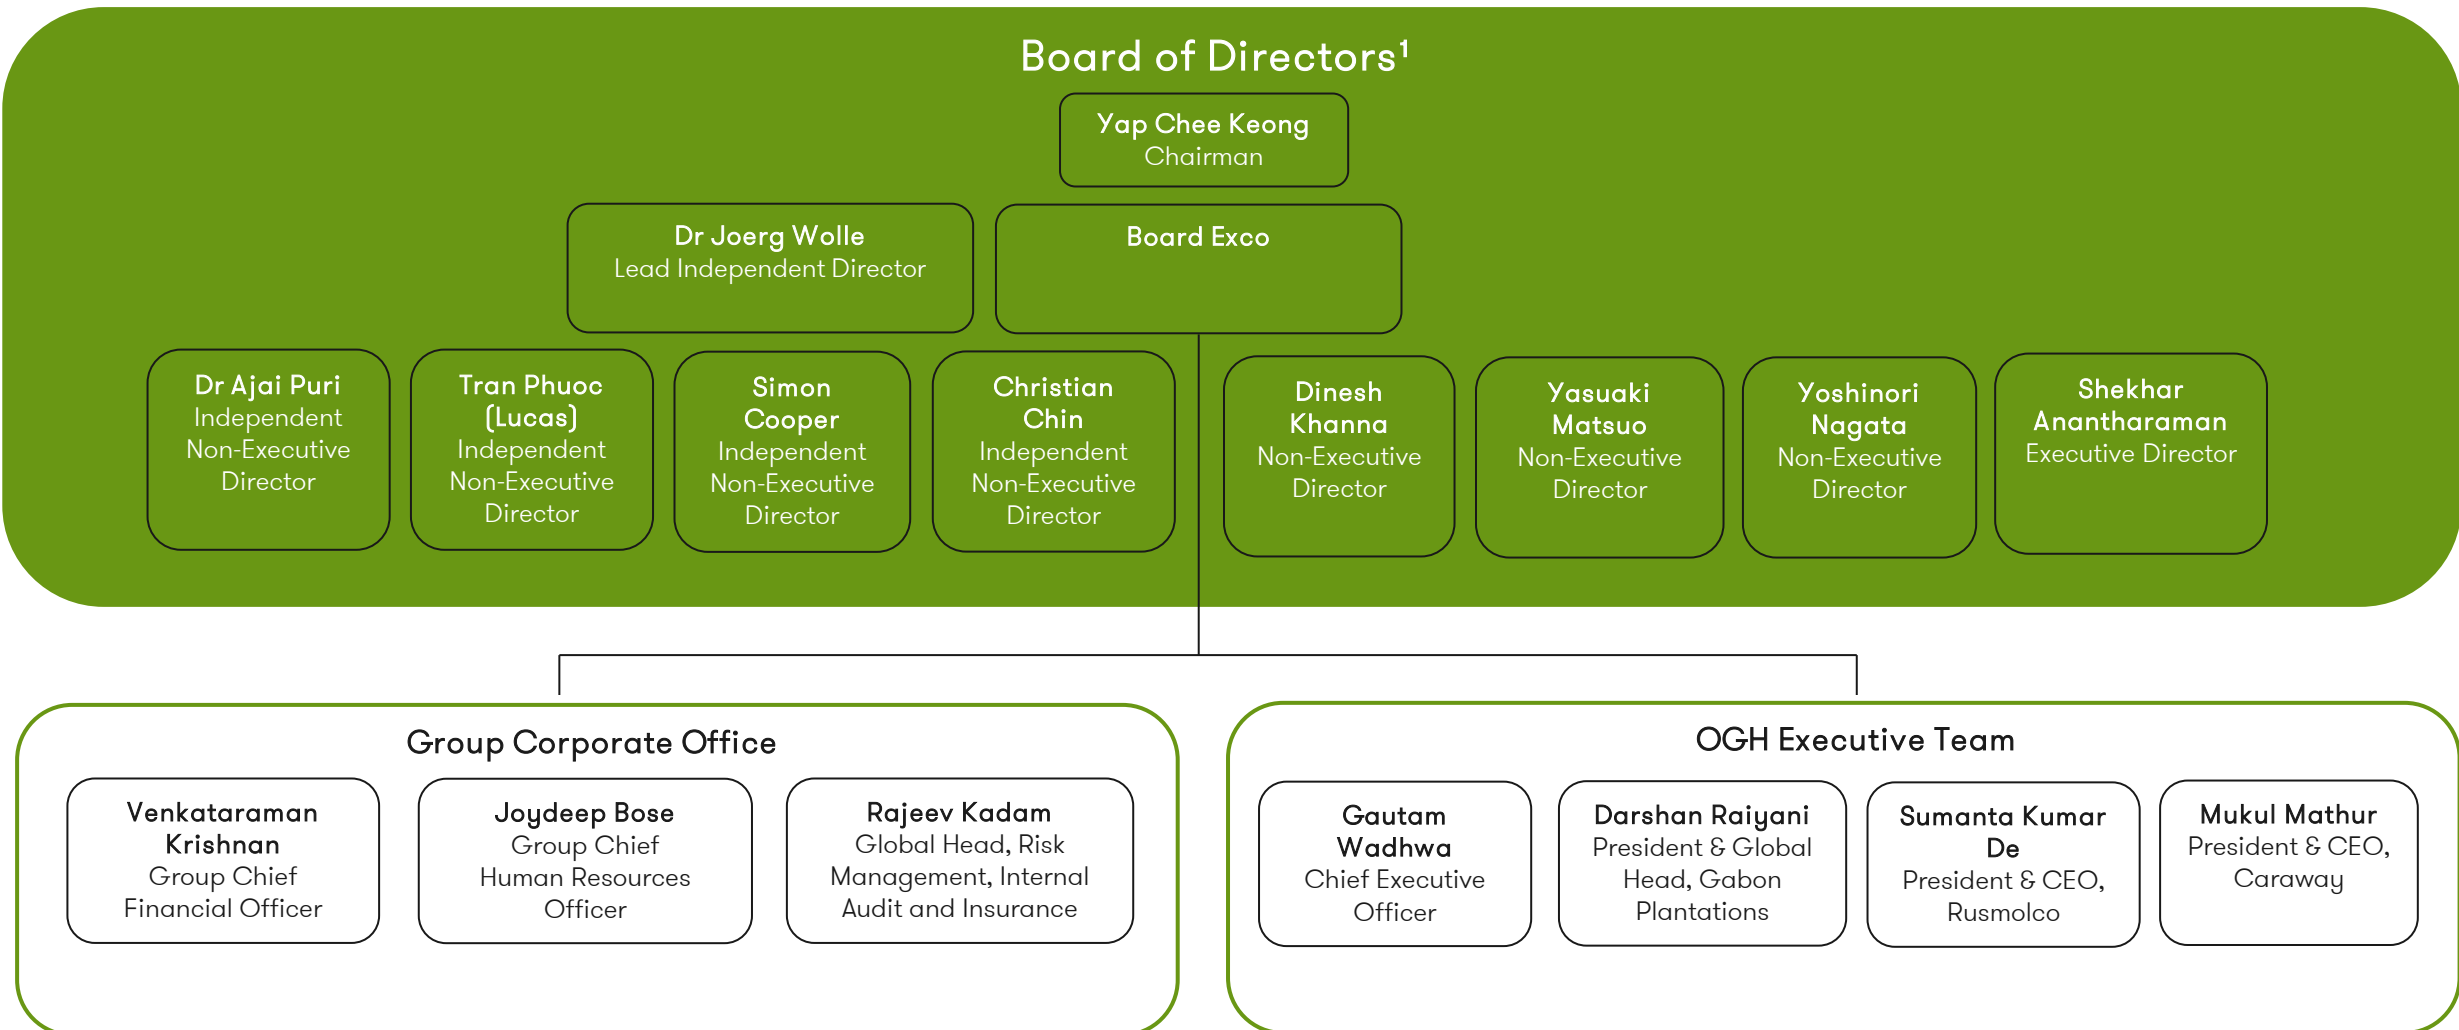 Board of Directors¹
Yap Chee Keong
Chairman
Dr Joerg Wolle
Lead Independent Director
Board Exco
Dr Ajai Puri
Independent
Non-Executive
Director
Tran Phuoc
(Lucas)
Independent
Non-Executive
Director
Simon
Cooper
Independent
Non-Executive
Director
Christian
Chin
Independent
Non-Executive
Director
Dinesh
Khanna
Non-Executive
Director
Yasuaki
Matsuo
Non-Executive
Director
Yoshinori
Nagata
Non-Executive
Director
Shekhar
Anantharaman
Executive Director
Group Corporate Office
Venkataraman
Krishnan
Group Chief
Financial Officer
Joydeep Bose
Group Chief
Human Resources
Officer
Rajeev Kadam
Global Head, Risk
Management, Internal
Audit and Insurance
OGH Executive Team
Gautam
Wadhwa
Chief Executive
Officer
Darshan Raiyani
President & Global
Head, Gabon
Plantations
Sumanta Kumar
De
President & CEO,
Rusmolco
Mukul Mathur
President & CEO,
Caraway